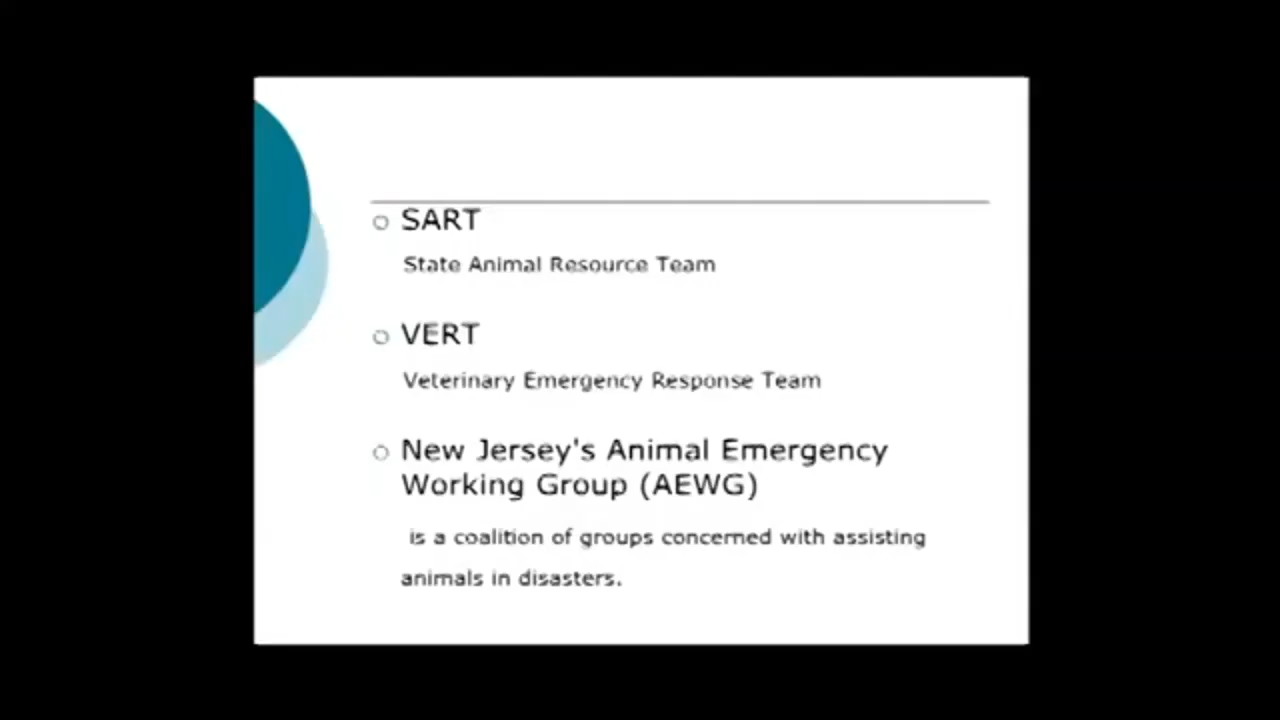 SART
State Animal Resource Team
VERT
Veterinary Emergency Response Team
New Jersey's Animal Emergency
Working Group (AEWG)
is a coalition of groups concerned with assisting
animals in disasters.